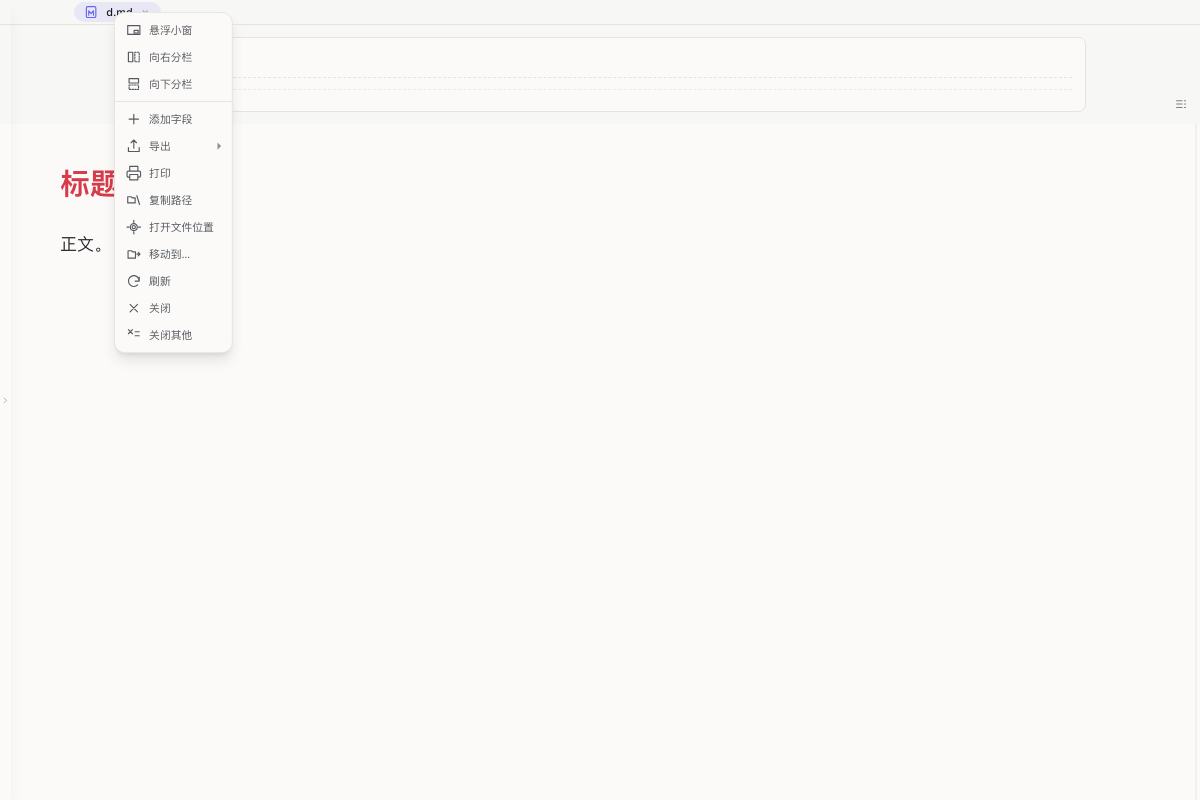 d.md
悬浮小窗
向右分栏
向下分栏
添加字段
导出
打印
复制路径
打开文件位置
移动到...
刷新
关闭
关闭其他
标题
正文。